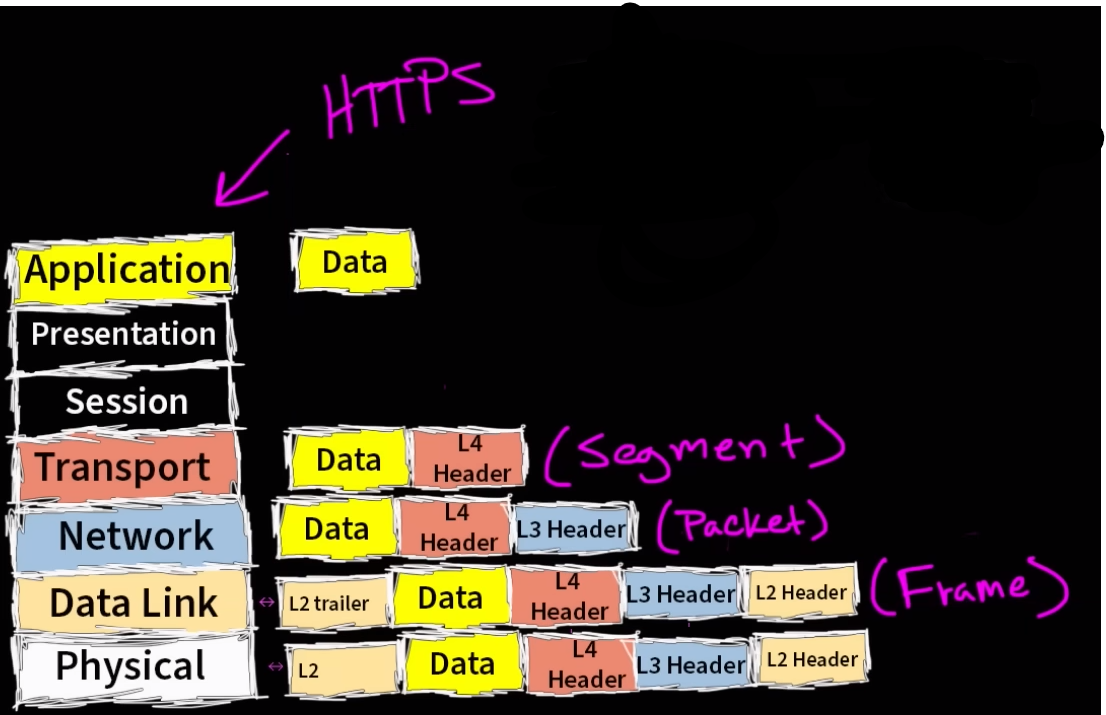 HTTPS
Application
Data
Presentation
Session
Transport
Data
L4
Header
(Segment)
Network
Data
L4
Header
L3 Header
(Packet)
Data Link
↔
L2 trailer
Data
L4
Header
L3 Header
L2 Header
(Frame)
Physical
↔
L2
Data
L4
Header
L3 Header
L2 Header